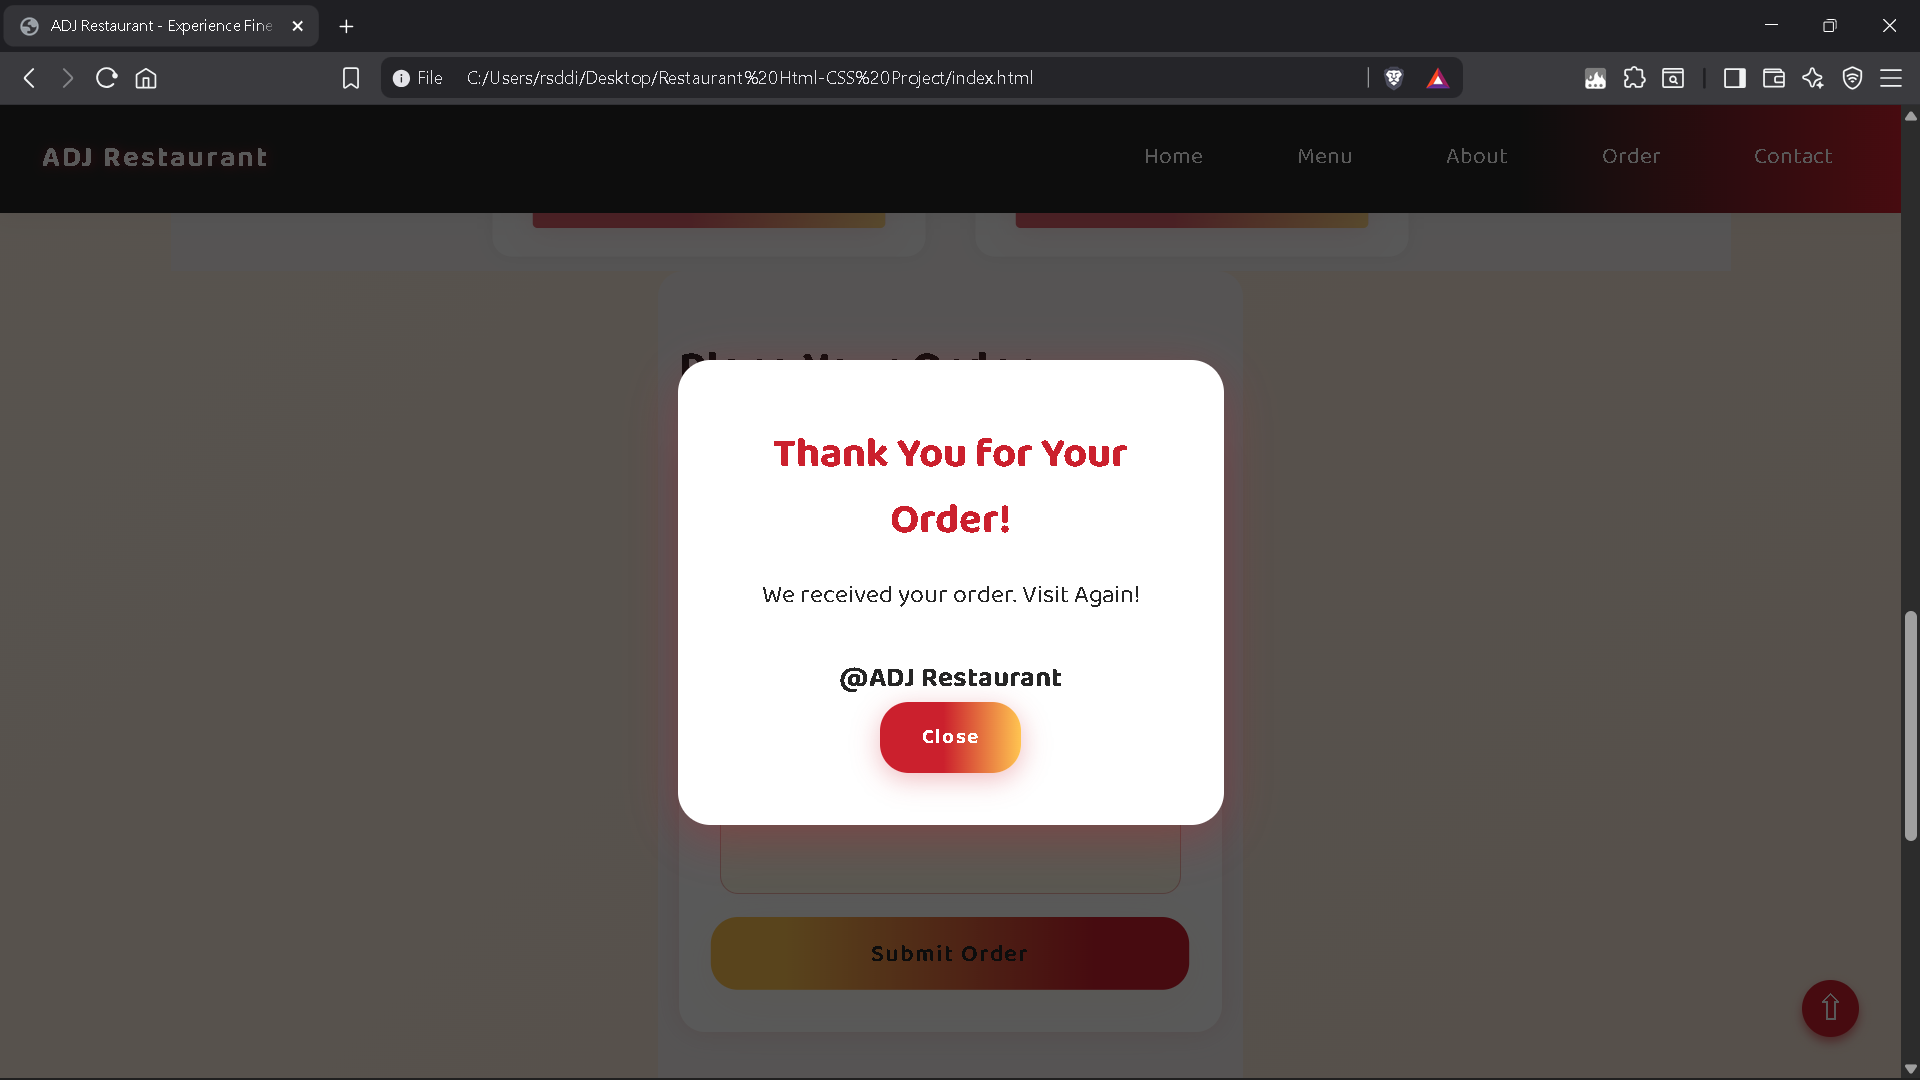 ADJ Restaurant - Experience Fine
File C:/Users/rsddi/Desktop/Restaurant%20Html-CSS%20Project/index.html
ADJ Restaurant
Home Menu About Order Contact
Thank You for Your
Order!
We received your order. Visit Again!
@ADJ Restaurant
Close
Submit Order